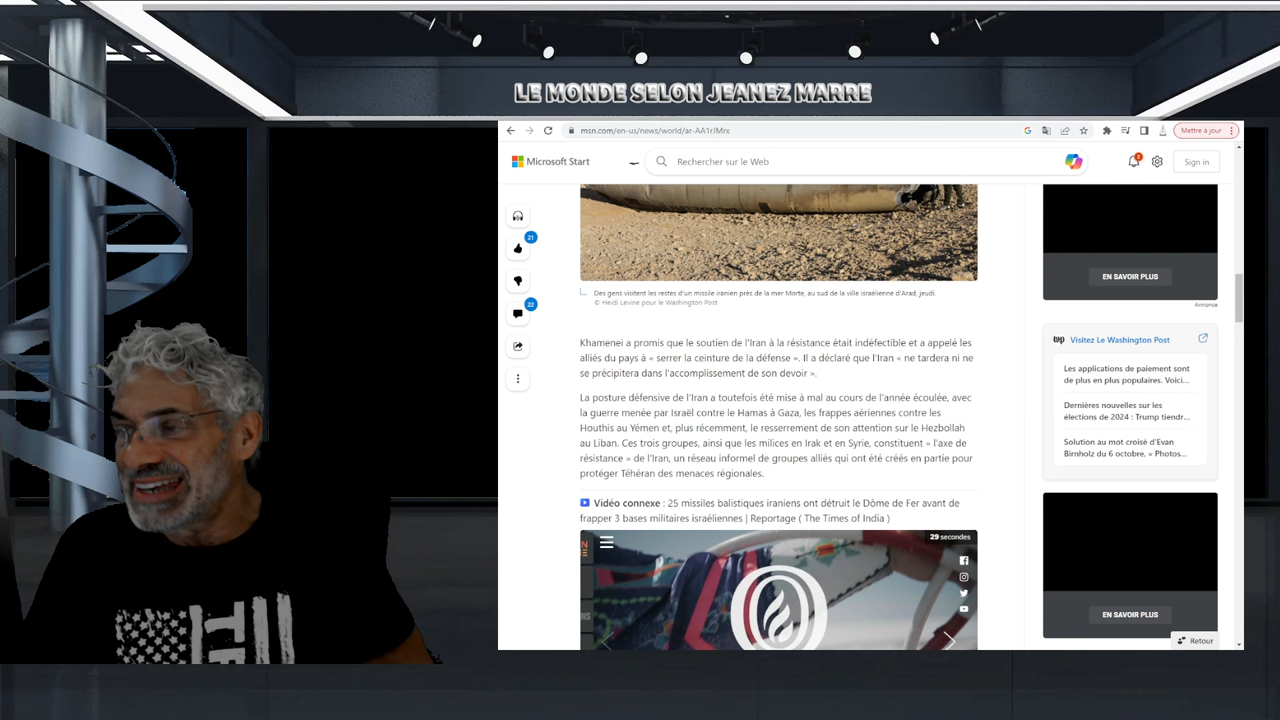 LE MONDE SELON JEANEZ MARRE
msn.com/en-us/news/world/ar-AA1rJMrx
Mettre à jour
Microsoft Start
Rechercher sur le Web
2
Sign in
21
22
Des gens visitent les restes d'un missile iranien près de la mer Morte, au sud de la ville israélienne d'Arad, jeudi.
© Heidi Levine pour le Washington Post
Khamenei a promis que le soutien de l'Iran à la résistance était indéfectible et a appelé les
alliés du pays à « serrer la ceinture de la défense ». Il a déclaré que l'Iran « ne tardera ni ne
se précipitera dans l'accomplissement de son devoir ».
La posture défensive de l'Iran a toutefois été mise à mal au cours de l'année écoulée, avec
la guerre menée par Israël contre le Hamas à Gaza, les frappes aériennes contre les
Houthis au Yémen et, plus récemment, le resserrement de son attention sur le Hezbollah
au Liban. Ces trois groupes, ainsi que les milices en Irak et en Syrie, constituent « l'axe de
résistance » de l'Iran, un réseau informel de groupes alliés qui ont été créés en partie pour
protéger Téhéran des menaces régionales.
Vidéo connexe : 25 missiles balistiques iraniens ont détruit le Dôme de Fer avant de
frapper 3 bases militaires israéliennes | Reportage ( The Times of India )
29 secondes
EN SAVOIR PLUS
Annonce
wp Visitez Le Washington Post
Les applications de paiement sont
de plus en plus populaires. Voici...
Dernières nouvelles sur les
élections de 2024 : Trump tiendr...
Solution au mot croisé d'Evan
Birnholz du 6 octobre, « Photos...
EN SAVOIR PLUS
Retour